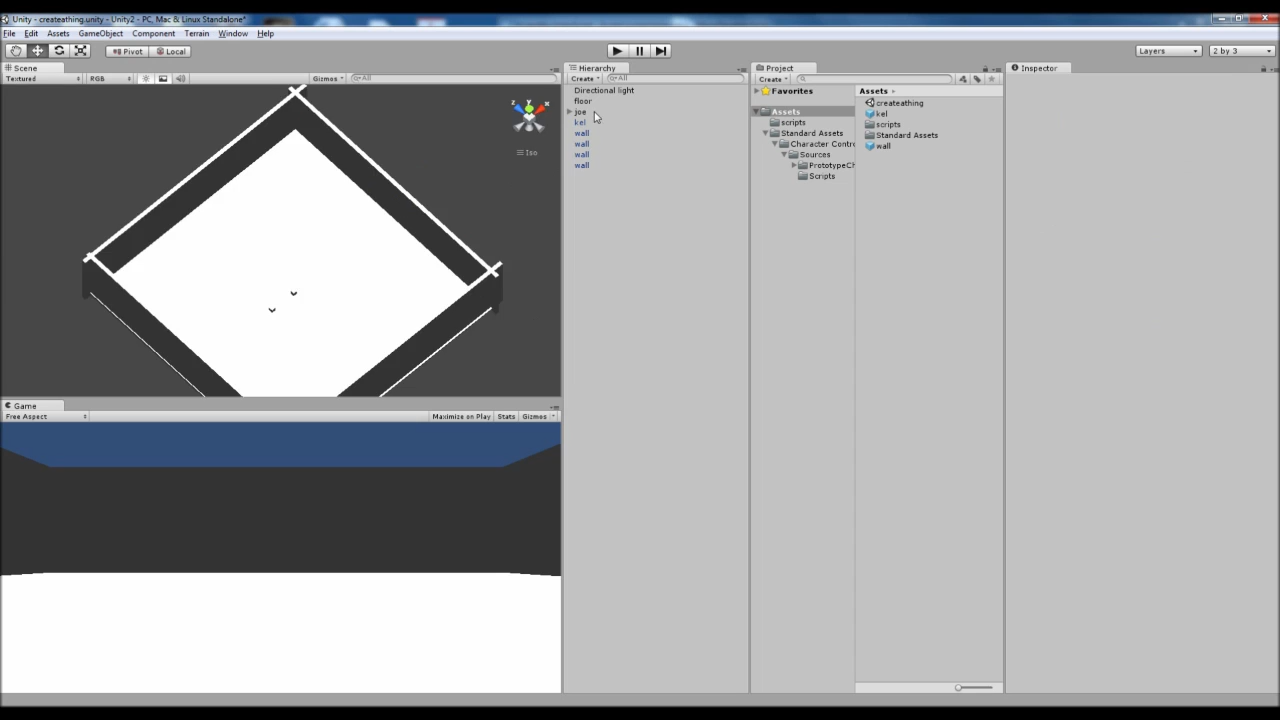 Unity - createathing.unity - Unity2 - PC, Mac & Linux Standalone*
File Edit Assets GameObject Component Terrain Window Help
Pivot Local Layers 2 by 3
Scene
Textured RGB Gizmos All
z y x
Iso
Hierarchy
Create All
Directional light
floor
joe
kel
wall
wall
wall
wall
Project
Create
Favorites
Assets
scripts
Standard Assets
Character Contro
Sources
PrototypeCh
Scripts
Assets
createathing
kel
scripts
Standard Assets
wall
Inspector
Game
Free Aspect Maximize on Play Stats Gizmos